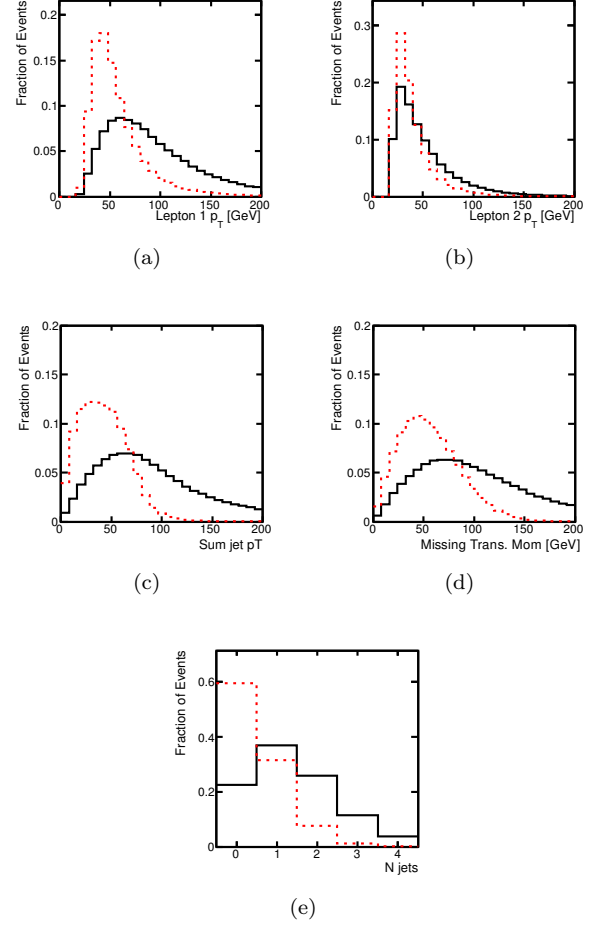 Fraction of Events
0.2
0.15
0.1
0.05
0
0 50 100 150 200
Lepton 1 p_T [GeV]
(a)
Fraction of Events
0.3
0.2
0.1
0
0 50 100 150 200
Lepton 2 p_T [GeV]
(b)
Fraction of Events
0.2
0.15
0.1
0.05
0
0 50 100 150 200
Sum jet pT
(c)
Fraction of Events
0.2
0.15
0.1
0.05
0
0 50 100 150 200
Missing Trans. Mom [GeV]
(d)
Fraction of Events
0.6
0.4
0.2
0
0 1 2 3 4
N jets
(e)